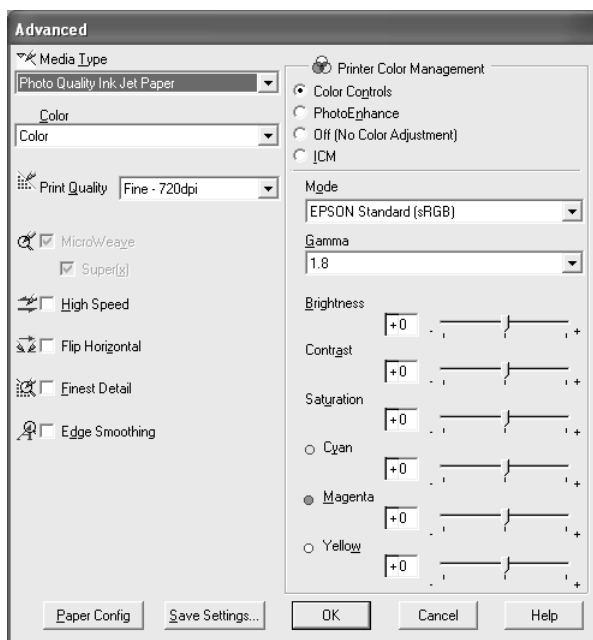 Advanced
Media Type
Photo Quality Ink Jet Paper
Color
Color
Print Quality
Fine - 720dpi
MicroWeave
Super(x)
High Speed
Flip Horizontal
Finest Detail
Edge Smoothing
Printer Color Management
Color Controls
PhotoEnhance
Off (No Color Adjustment)
ICM
Mode
EPSON Standard (sRGB)
Gamma
1.8
Brightness
+0 - +
Contrast
+0 - +
Saturation
+0 - +
Cyan
+0 - +
Magenta
+0 - +
Yellow
+0 - +
Paper Config
Save Settings...
OK
Cancel
Help